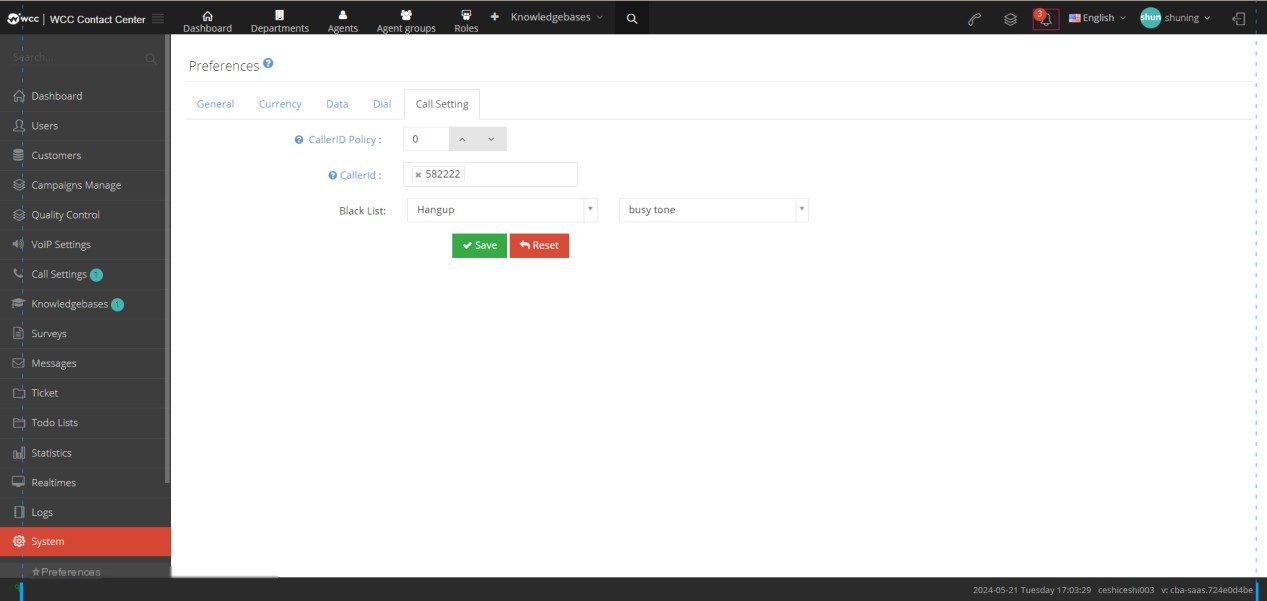 wcc | WCC Contact Center
Dashboard Departments Agents Agent groups Roles Knowledgebases
3 English shun shuning
Search...
Dashboard
Users
Customers
Campaigns Manage
Quality Control
VoIP Settings
Call Settings 1
Knowledgebases 1
Surveys
Messages
Ticket
Todo Lists
Statistics
Realtimes
Logs
System
Preferences
Preferences ?
General Currency Data Dial Call Setting
? CallerID Policy : 0
? CallerId : 582222
Black List: Hangup busy tone
Save Reset
2024-05-21 Tuesday 17:03:29 ceshiceshi003 v: cba-saas.724e0d4be